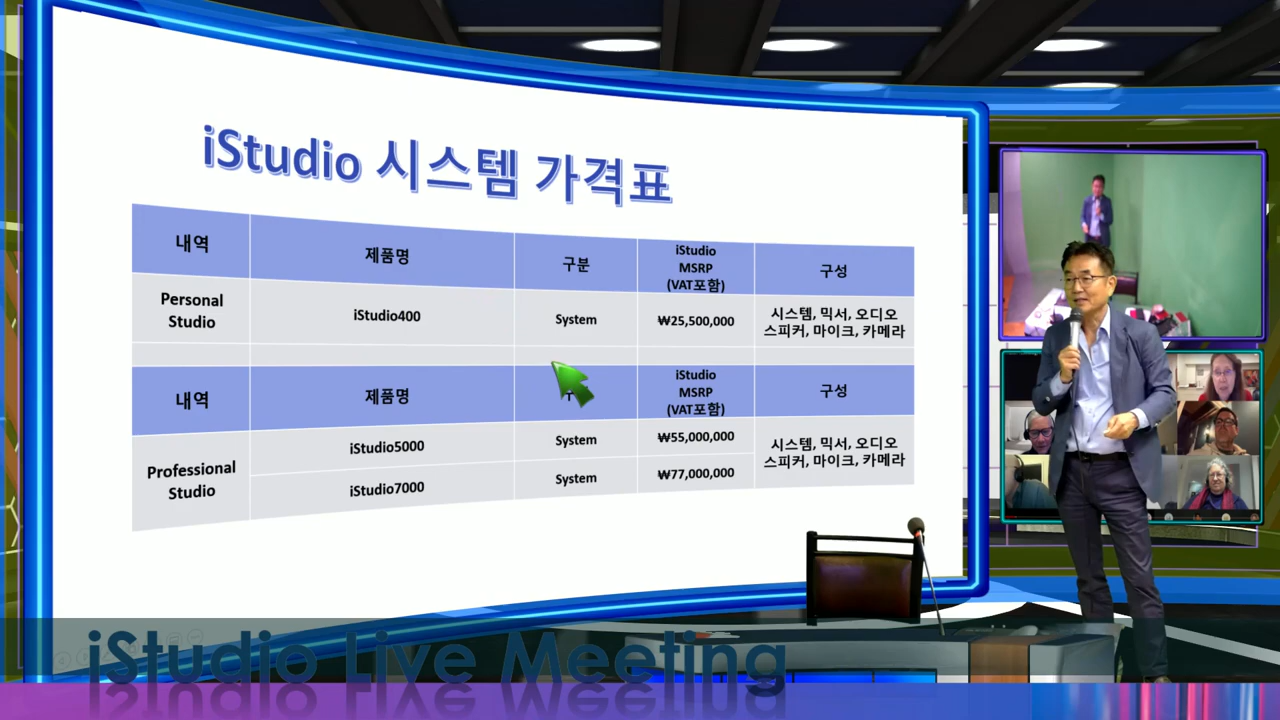 iStudio 시스템 가격표
내역 제품명 구분 iStudio MSRP (VAT포함) 구성
Personal Studio iStudio400 System ₩25,500,000 시스템, 믹서, 오디오
스피커, 마이크, 카메라
내역 제품명 iStudio MSRP (VAT포함) 구성
Professional Studio iStudio5000 System ₩55,000,000 시스템, 믹서, 오디오
스피커, 마이크, 카메라
iStudio7000 System ₩77,000,000
iStudio Live Meeting